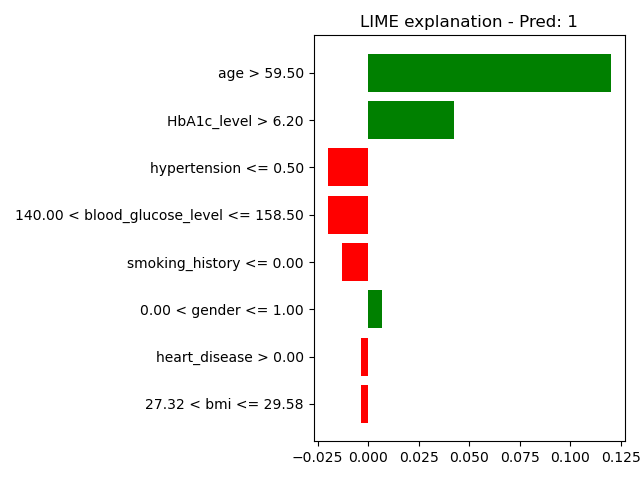 LIME explanation - Pred: 1
age > 59.50
HbA1c_level > 6.20
hypertension <= 0.50
140.00 < blood_glucose_level <= 158.50
smoking_history <= 0.00
0.00 < gender <= 1.00
heart_disease > 0.00
27.32 < bmi <= 29.58
−0.025 0.000 0.025 0.050 0.075 0.100 0.125